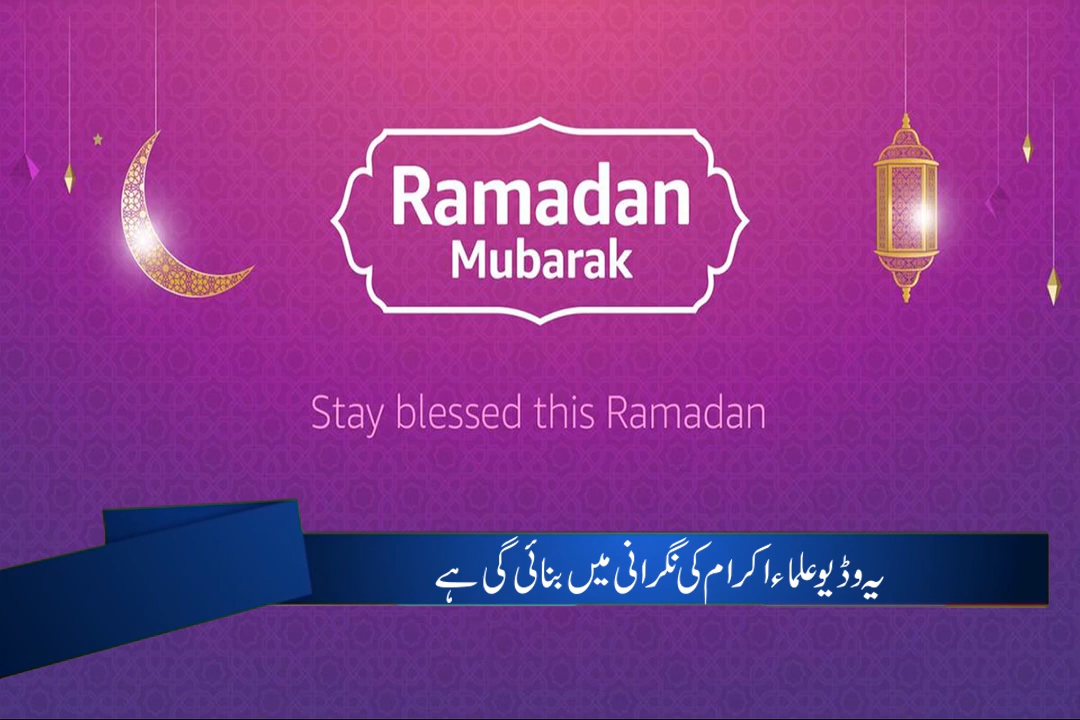 Ramadan
Mubarak
Stay blessed this Ramadan
یہ وڈیو علماء اکرام کی نگرانی میں بنائی گی ہے